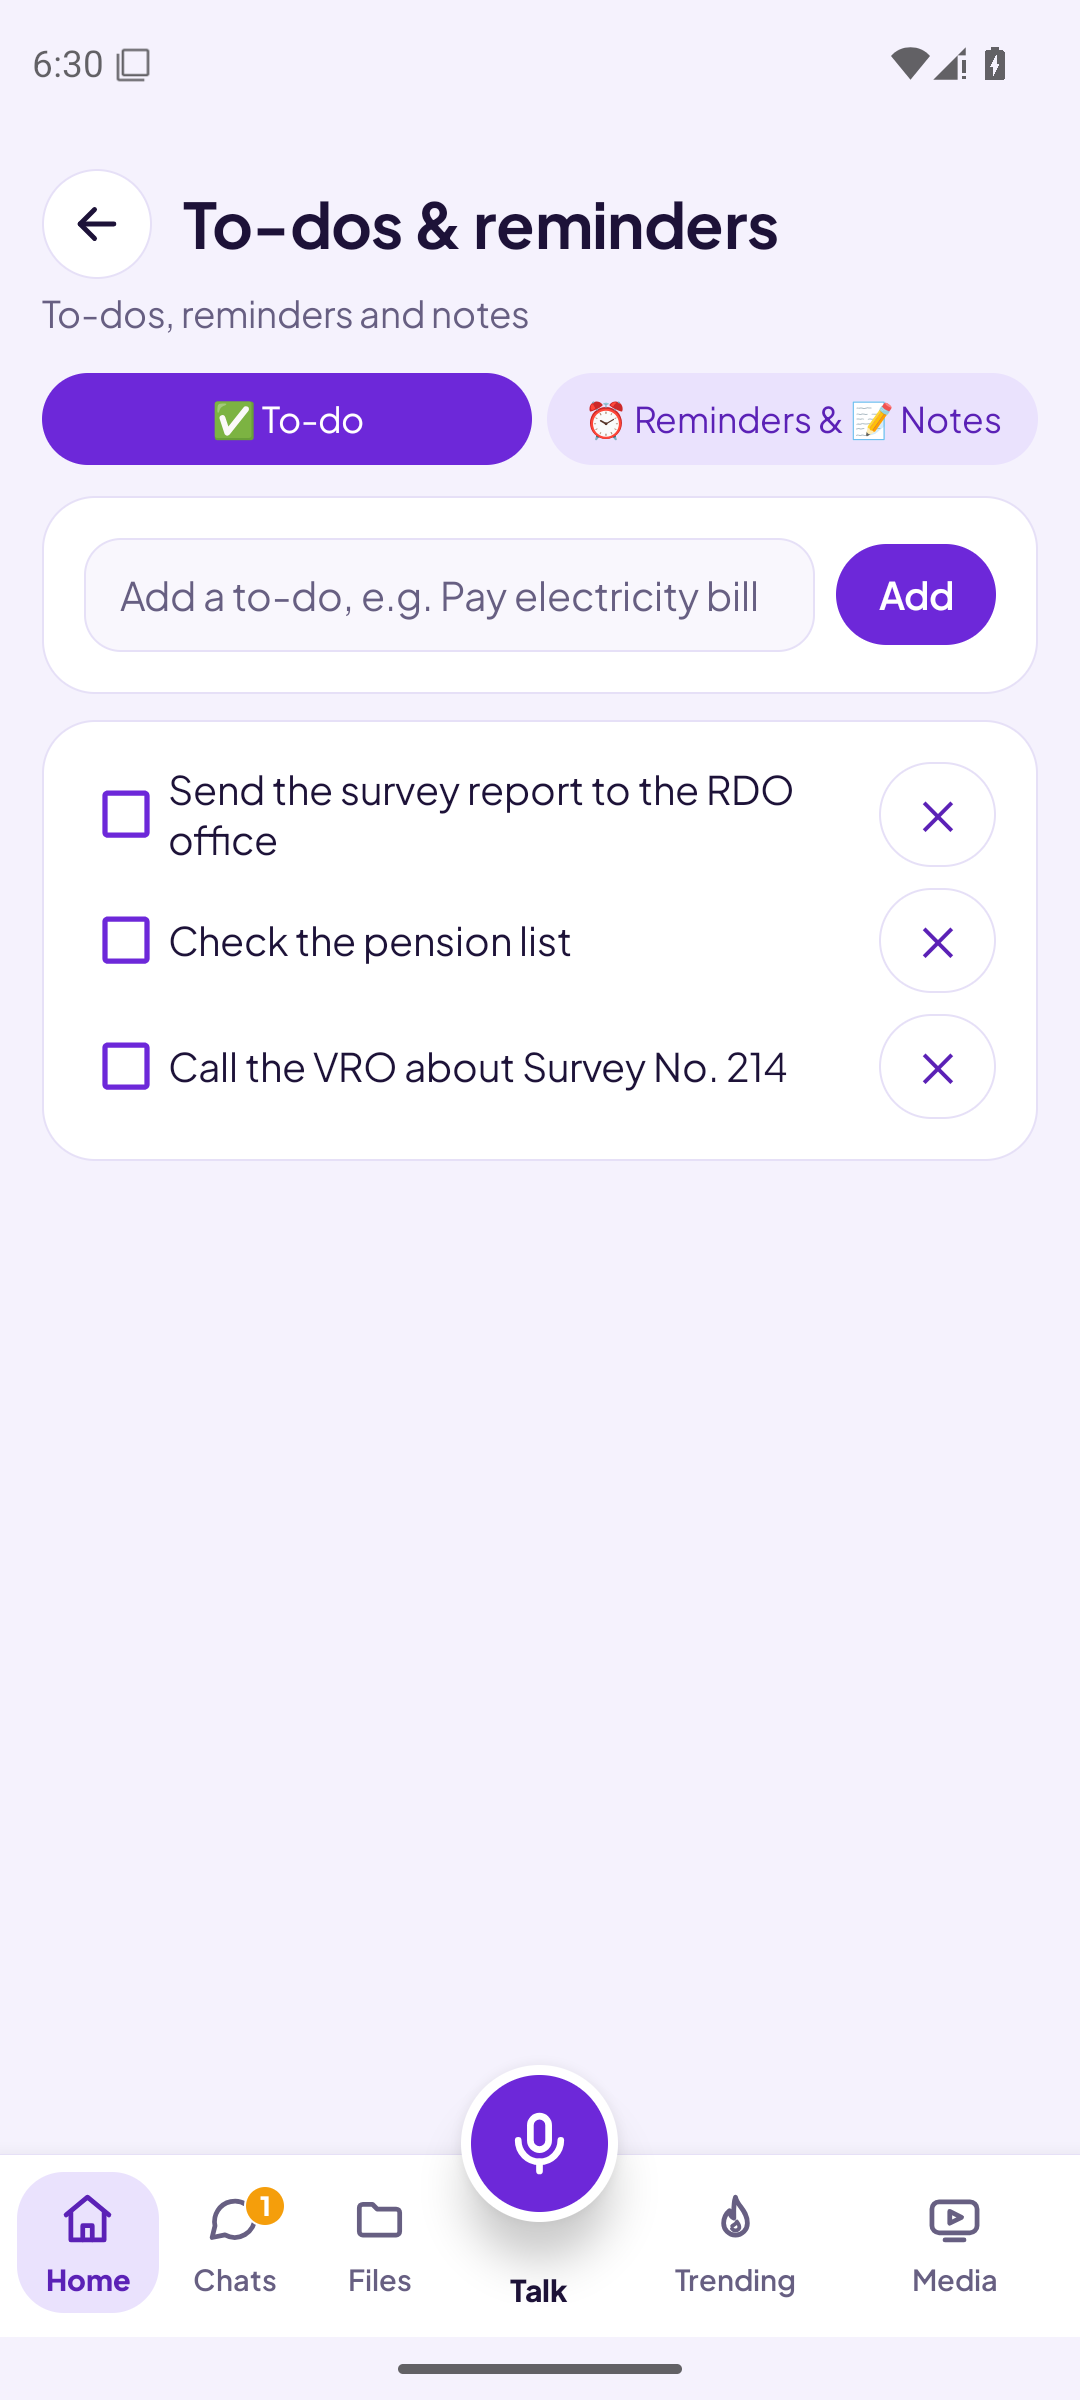 6:30
To-dos & reminders
To-dos, reminders and notes
✅ To-do
⏰ Reminders & 📝 Notes
Add a to-do, e.g. Pay electricity bill
Add
Send the survey report to the RDO
office
Check the pension list
Call the VRO about Survey No. 214
1
Home
Chats
Files
Talk
Trending
Media